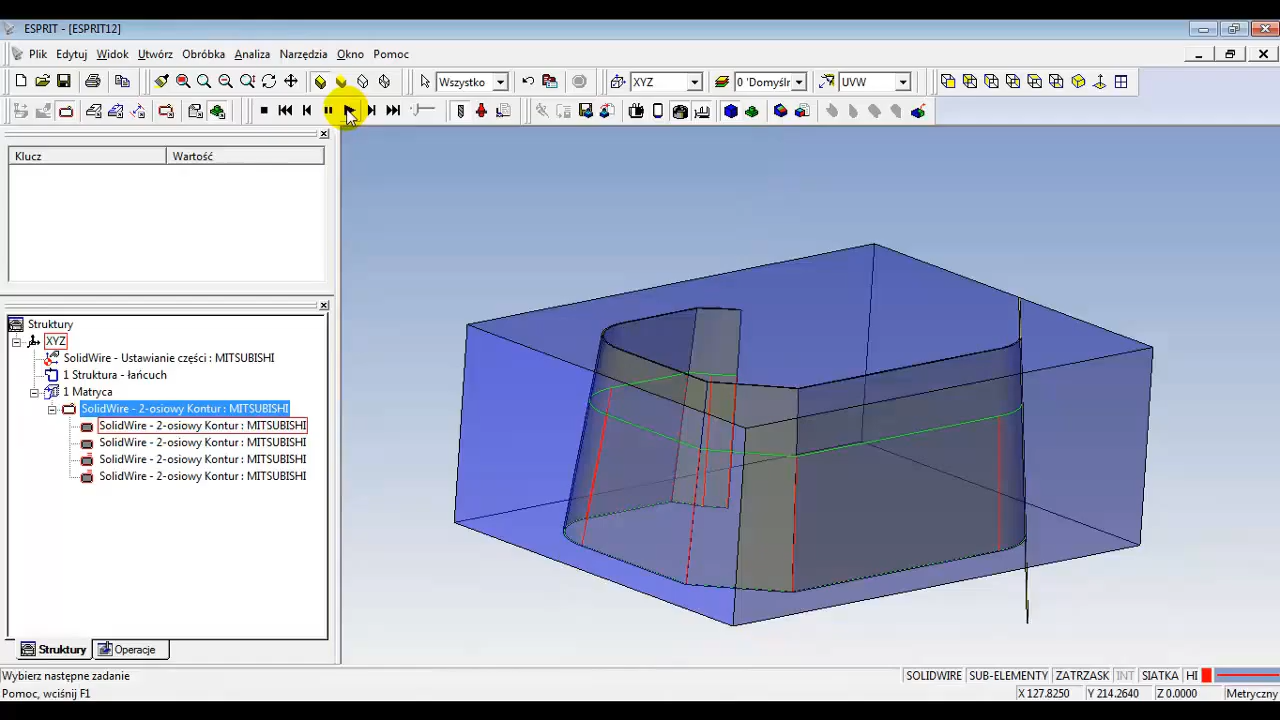 ESPRIT - [ESPRIT12]
Plik Edytuj Widok Utwórz Obróbka Analiza Narzędzia Okno Pomoc
Wszystko XYZ 0 'Domyślr UVW
Klucz Wartość
Struktury
XYZ
SolidWire - Ustawianie części : MITSUBISHI
1 Struktura - łańcuch
1 Matryca
SolidWire - 2-osiowy Kontur : MITSUBISHI
SolidWire - 2-osiowy Kontur : MITSUBISHI
SolidWire - 2-osiowy Kontur : MITSUBISHI
SolidWire - 2-osiowy Kontur : MITSUBISHI
SolidWire - 2-osiowy Kontur : MITSUBISHI
Struktury Operacje
Wybierz następne zadanie SOLIDWIRE SUB-ELEMENTY ZATRZASK INT SIATKA HI
Pomoc, wciśnij F1 X 127.8250 Y 214.2640 Z 0.0000 Metryczny